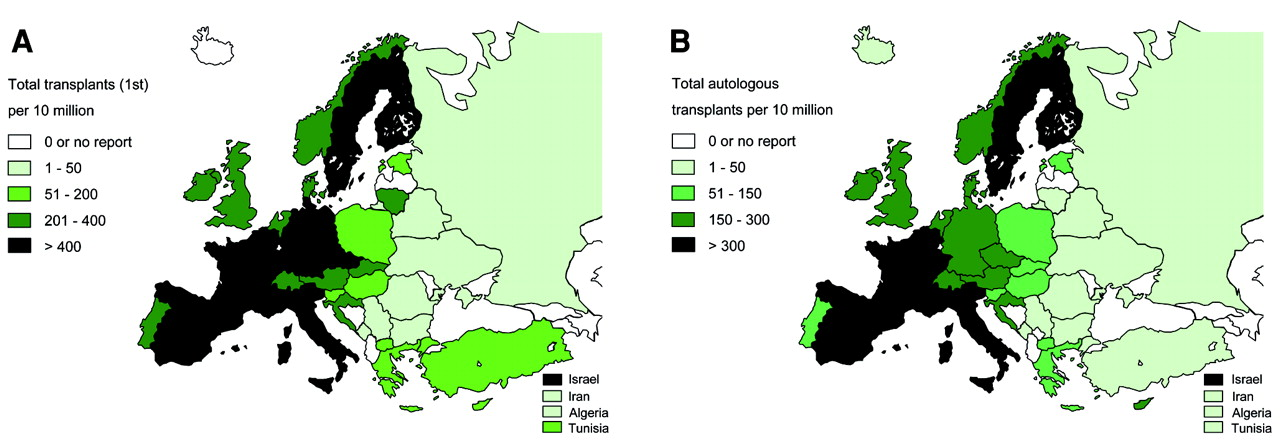 A
Total transplants (1st)
per 10 million
0 or no report
1 - 50
51 - 200
201 - 400
> 400
Israel
Iran
Algeria
Tunisia
B
Total autologous
transplants per 10 million
0 or no report
1 - 50
51 - 150
150 - 300
> 300
Israel
Iran
Algeria
Tunisia